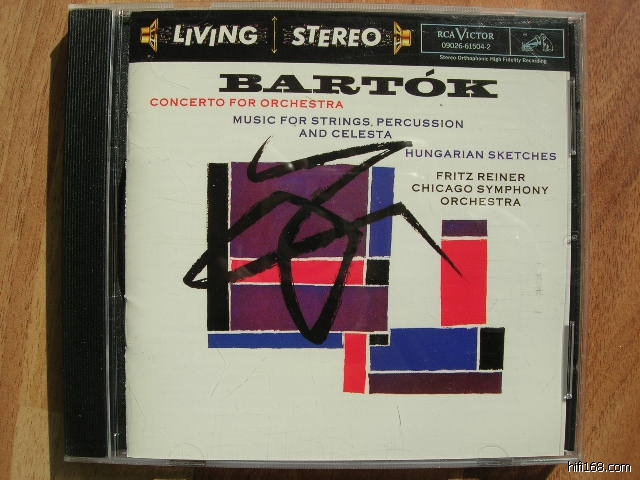 LIVING STEREO
RCA VICTOR
09026-61504-2
Stereo Orthophonic High Fidelity Recording
BARTÓK
CONCERTO FOR ORCHESTRA
MUSIC FOR STRINGS, PERCUSSION
AND CELESTA
HUNGARIAN SKETCHES
FRITZ REINER
CHICAGO SYMPHONY
ORCHESTRA
hifi168.com